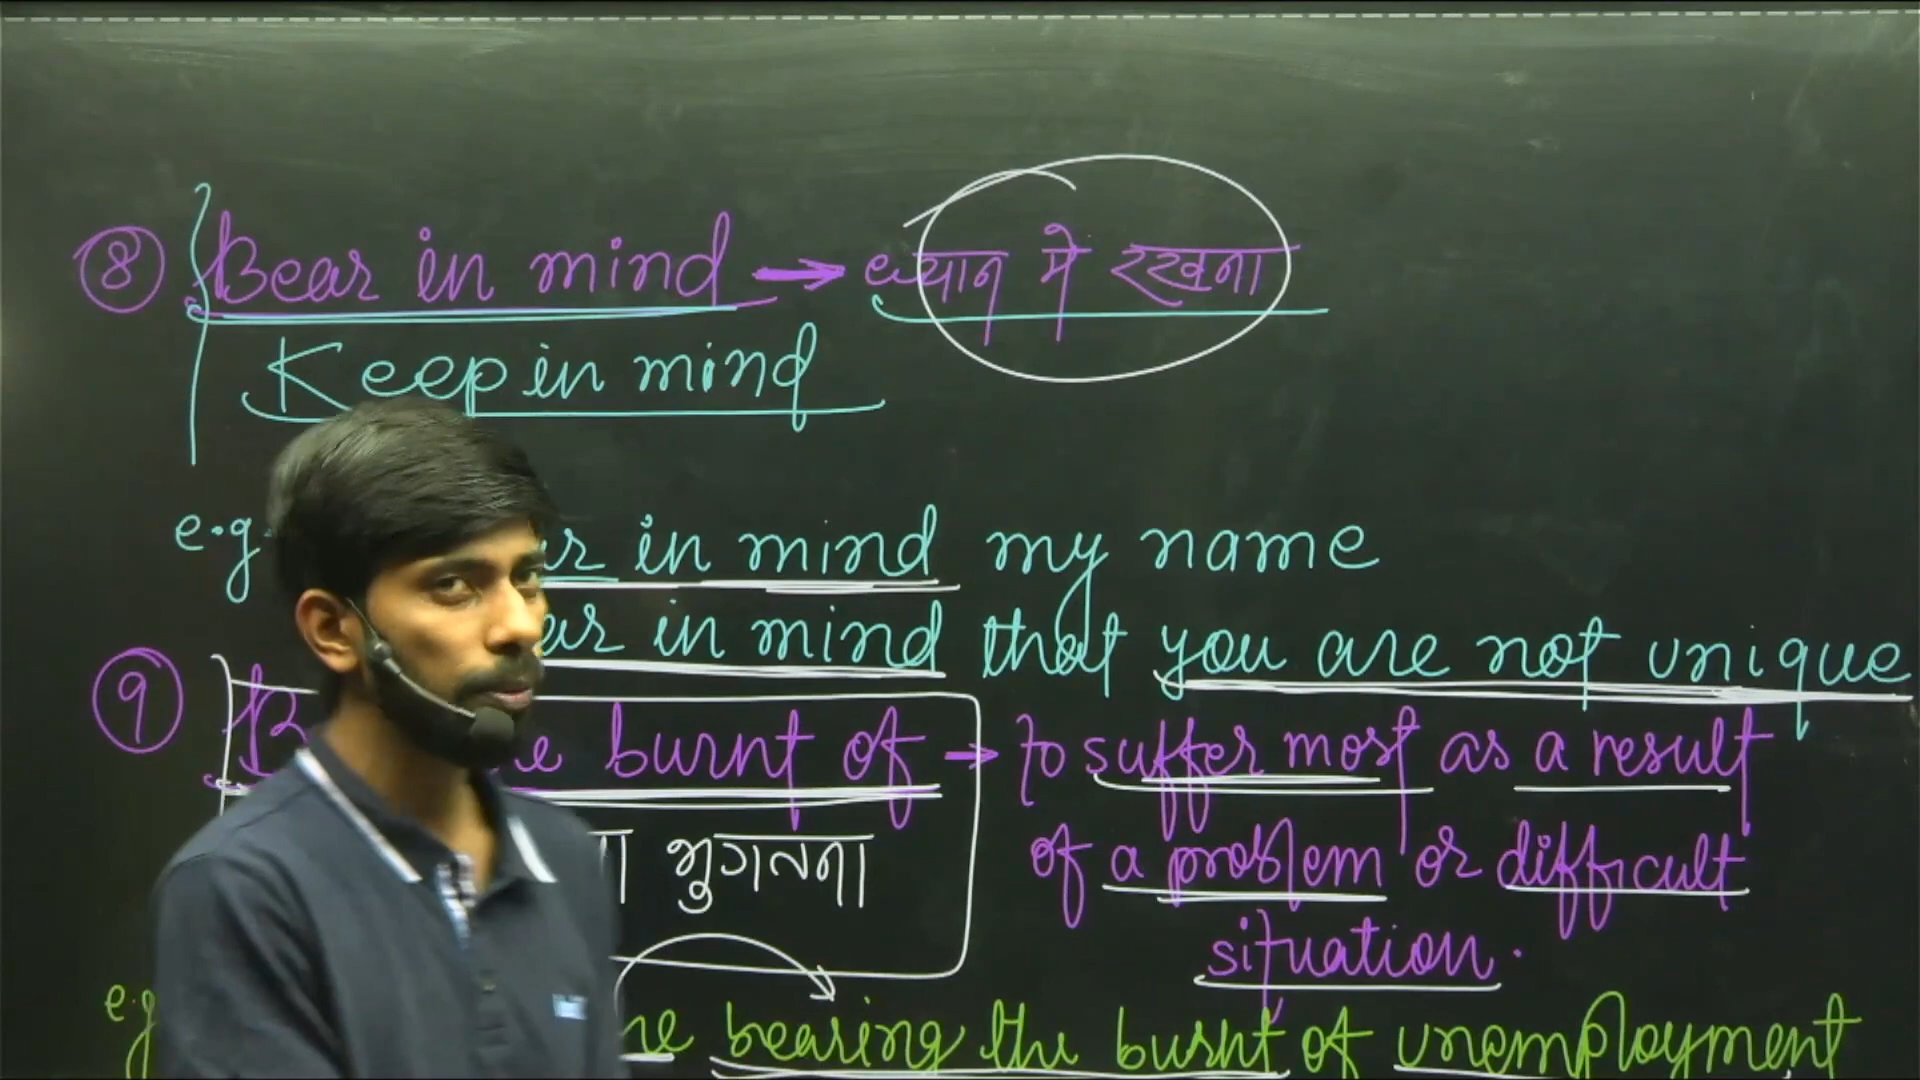 8 Bear in mind → ध्यान मे रखना
Keep in mind
e.g. in mind my name
in mind that you are not unique
9 burnt of → to suffer most as a result
भुगतना of a problem or difficult
situation.
e.g. bearing the burnt of unemployment